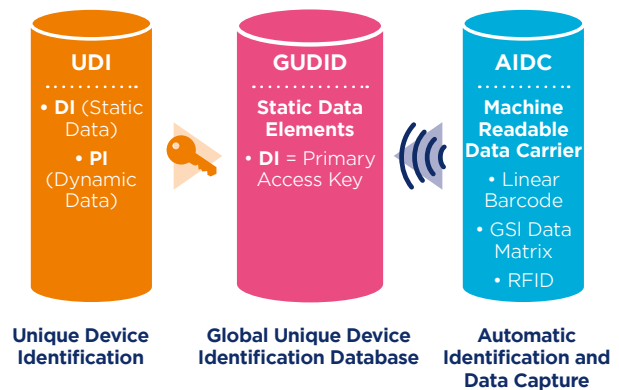 UDI
• DI (Static
Data)
• PI
(Dynamic
Data)
GUDID
Static Data
Elements
• DI = Primary
Access Key
AIDC
Machine
Readable
Data Carrier
• Linear
Barcode
• GSI Data
Matrix
• RFID
Unique Device
Identification
Global Unique Device
Identification Database
Automatic
Identification and
Data Capture